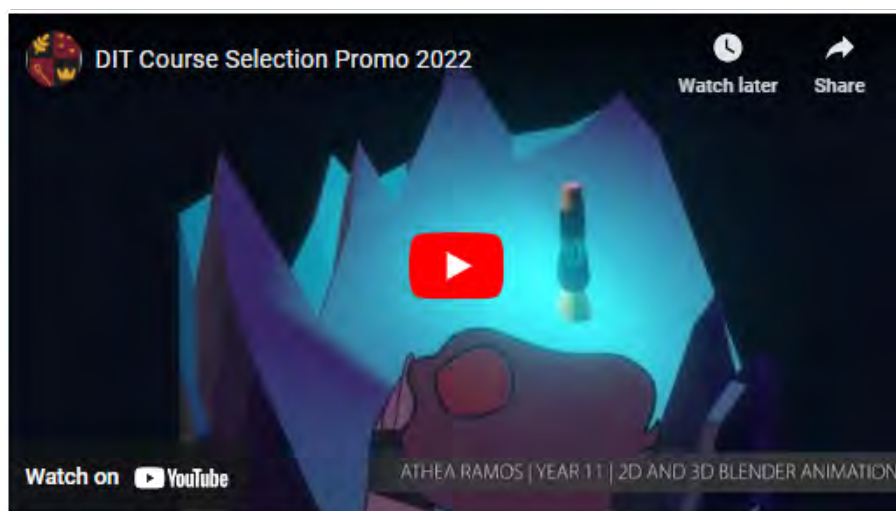 DIT Course Selection Promo 2022
Watch later
Share
Watch on YouTube
ATHEA RAMOS | YEAR 11 | 2D AND 3D BLENDER ANIMATION